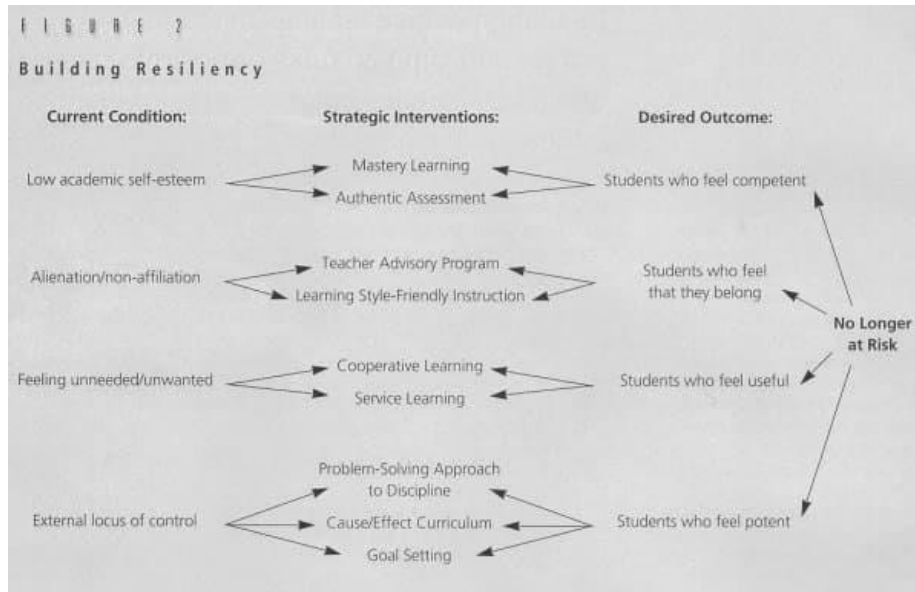 FIGURE 2
Building Resiliency
Current Condition:
Strategic Interventions:
Desired Outcome:
Low academic self-esteem
Mastery Learning
Authentic Assessment
Students who feel competent
Alienation/non-affiliation
Teacher Advisory Program
Learning Style-Friendly Instruction
Students who feel
that they belong
No Longer
at Risk
Feeling unneeded/unwanted
Cooperative Learning
Service Learning
Students who feel useful
External locus of control
Problem-Solving Approach
to Discipline
Cause/Effect Curriculum
Goal Setting
Students who feel potent